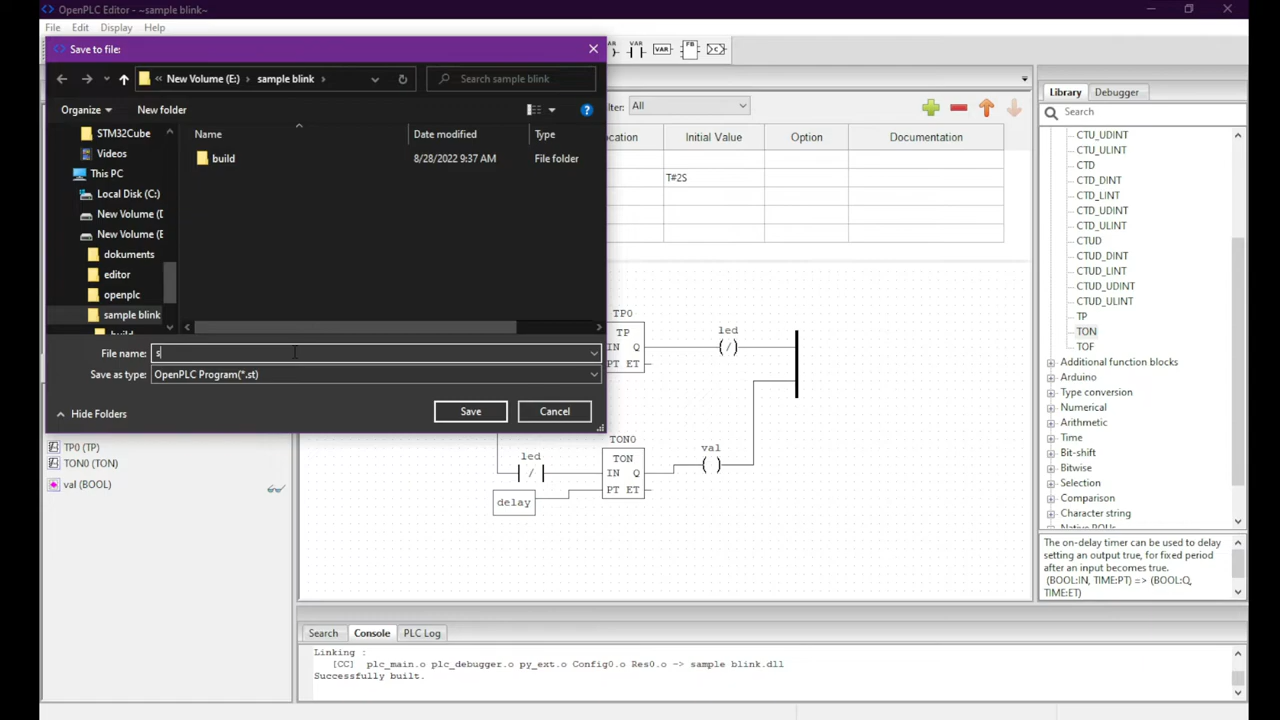 OpenPLC Editor - ~sample blink~
File Edit Display Help
Save to file:
New Volume (E:) sample blink
Search sample blink
Organize New folder
STM32Cube
Videos
This PC
Local Disk (C:)
New Volume (D
New Volume (E
dokuments
editor
openplc
sample blink
build
Name Date modified Type
build 8/28/2022 9:37 AM File folder
File name: s
Save as type: OpenPLC Program(*.st)
Hide Folders
Save Cancel
TP0 (TP)
TON0 (TON)
val (BOOL)
VAR FB
All
Initial Value Option Documentation
T#2S
TP0
TP
IN Q
PT ET
led
TON0
TON
IN Q
PT ET
led
delay
val
Library Debugger
Search
CTU_UDINT
CTU_ULINT
CTD
CTD_DINT
CTD_LINT
CTD_UDINT
CTD_ULINT
CTUD
CTUD_DINT
CTUD_LINT
CTUD_UDINT
CTUD_ULINT
TP
TON
TOF
Additional function blocks
Arduino
Type conversion
Numerical
Arithmetic
Time
Bit-shift
Bitwise
Selection
Comparison
Character string
Native POUs
The on-delay timer can be used to delay
setting an output true, for fixed period
after an input becomes true.
(BOOL:IN, TIME:PT) => (BOOL:Q,
TIME:ET)
Search Console PLC Log
Linking :
[CC] plc_main.o plc_debugger.o py_ext.o Config0.o Res0.o -> sample blink.dll
Successfully built.